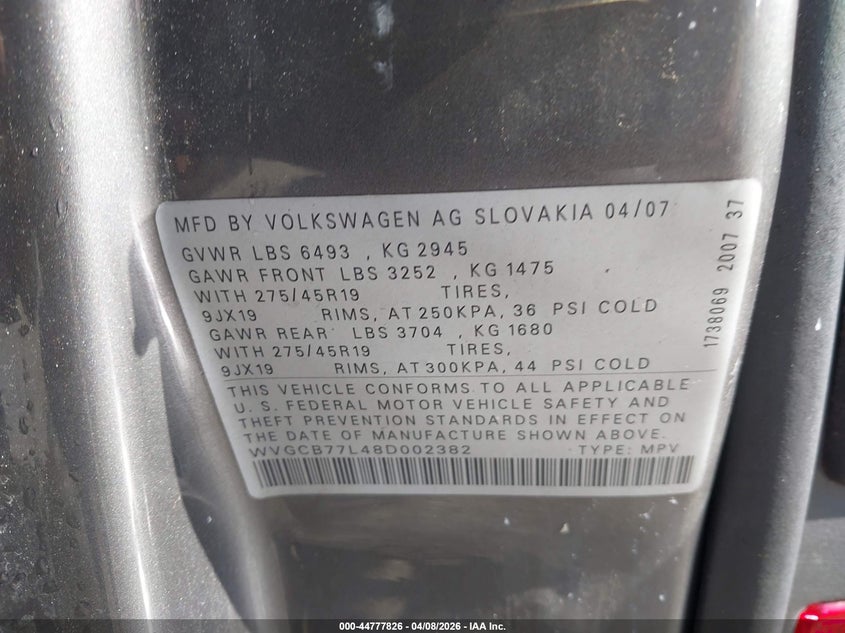 MFD BY VOLKSWAGEN AG SLOVAKIA 04/07
GVWR LBS 6493 , KG 2945
GAWR FRONT LBS 3252 , KG 1475
WITH 275/45R19 TIRES,
9JX19 RIMS, AT 250KPA, 36 PSI COLD
GAWR REAR LBS 3704 , KG 1680
WITH 275/45R19 TIRES,
9JX19 RIMS, AT 300KPA, 44 PSI COLD
THIS VEHICLE CONFORMS TO ALL APPLICABLE
U. S. FEDERAL MOTOR VEHICLE SAFETY AND
THEFT PREVENTION STANDARDS IN EFFECT ON
THE DATE OF MANUFACTURE SHOWN ABOVE.
WVGCB77L48D002382 TYPE: MPV
1738069 2007 37
000-44777826 - 04/08/2026 - IAA Inc.